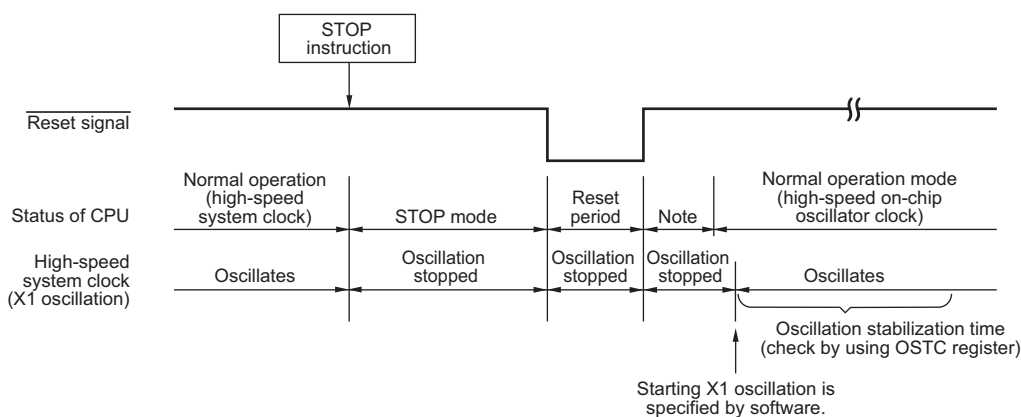 STOP
instruction
Reset signal
Status of CPU
Normal operation
(high-speed
system clock)
STOP mode
Reset
period
Note
Normal operation mode
(high-speed on-chip
oscillator clock)
High-speed
system clock
(X1 oscillation)
Oscillates
Oscillation
stopped
Oscillation
stopped
Oscillation
stopped
Oscillates
Oscillation stabilization time
(check by using OSTC register)
Starting X1 oscillation is
specified by software.